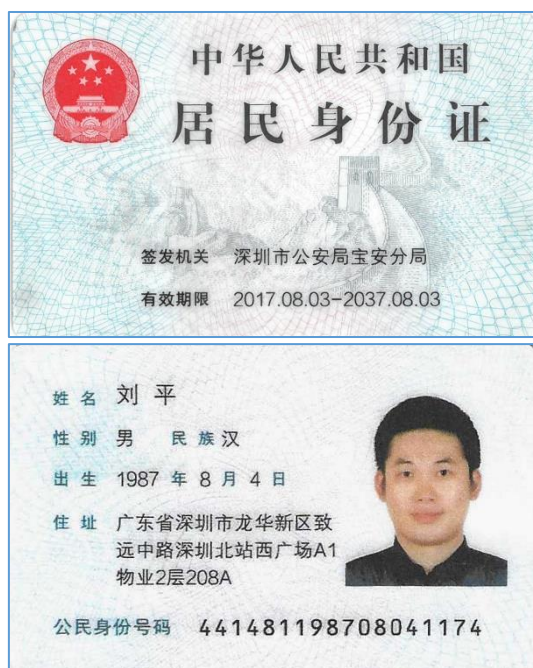 中华人民共和国
居民身份证
签发机关 深圳市公安局宝安分局
有效期限 2017.08.03-2037.08.03
姓名 刘平
性别 男 民族 汉
出生 1987 年 8 月 4 日
住址 广东省深圳市龙华新区致
远中路深圳北站西广场A1
物业2层208A
公民身份号码 441481198708041174